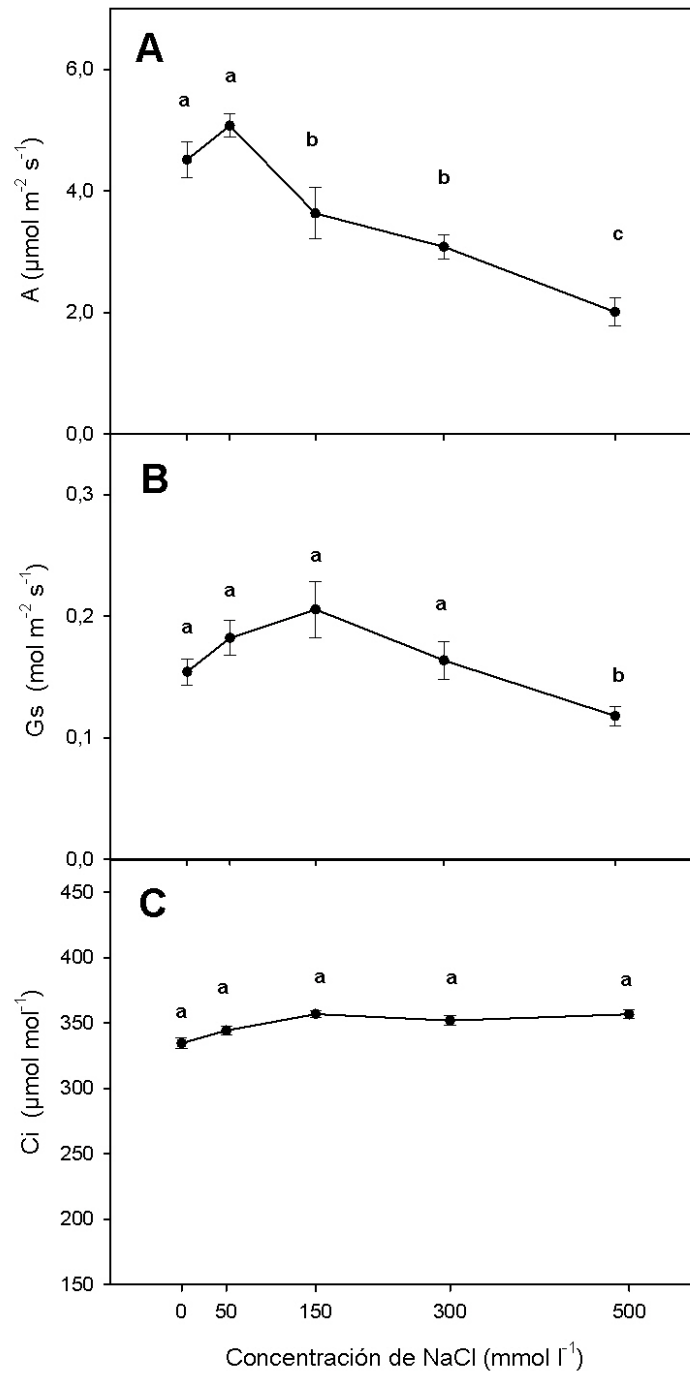 A
6,0
a
a
b
b
c
4,0
2,0
0,0
A (µmol m⁻² s⁻¹)
B
0,3
a
a
a
a
b
0,2
0,1
0,0
Gs (mol m⁻² s⁻¹)
C
450
400
a
a
a
a
a
350
300
250
200
150
Ci (µmol mol⁻¹)
0 50 150 300 500
Concentración de NaCl (mmol l⁻¹)